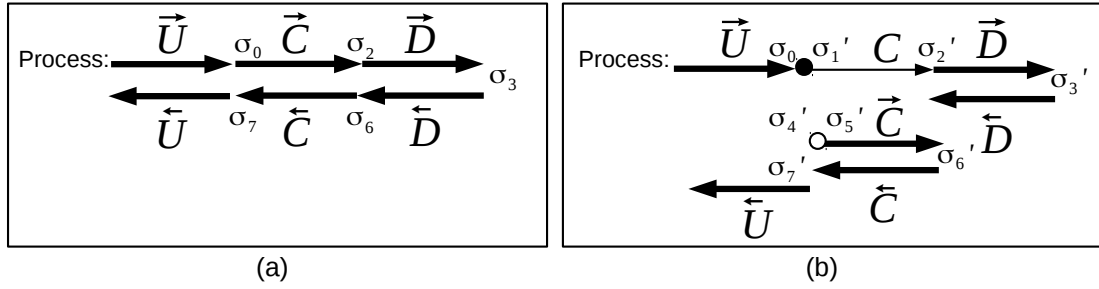 Process: U⃗ σ₀ C⃗ σ₂ D⃗ σ₃
U⃖ σ₇ C⃖ σ₆ D⃖
(a)
Process: U⃗ σ₀ σ₁' C σ₂' D⃗ σ₃'
D⃖
σ₄' σ₅' C⃗ σ₆'
σ₇' C⃖
U⃖
(b)